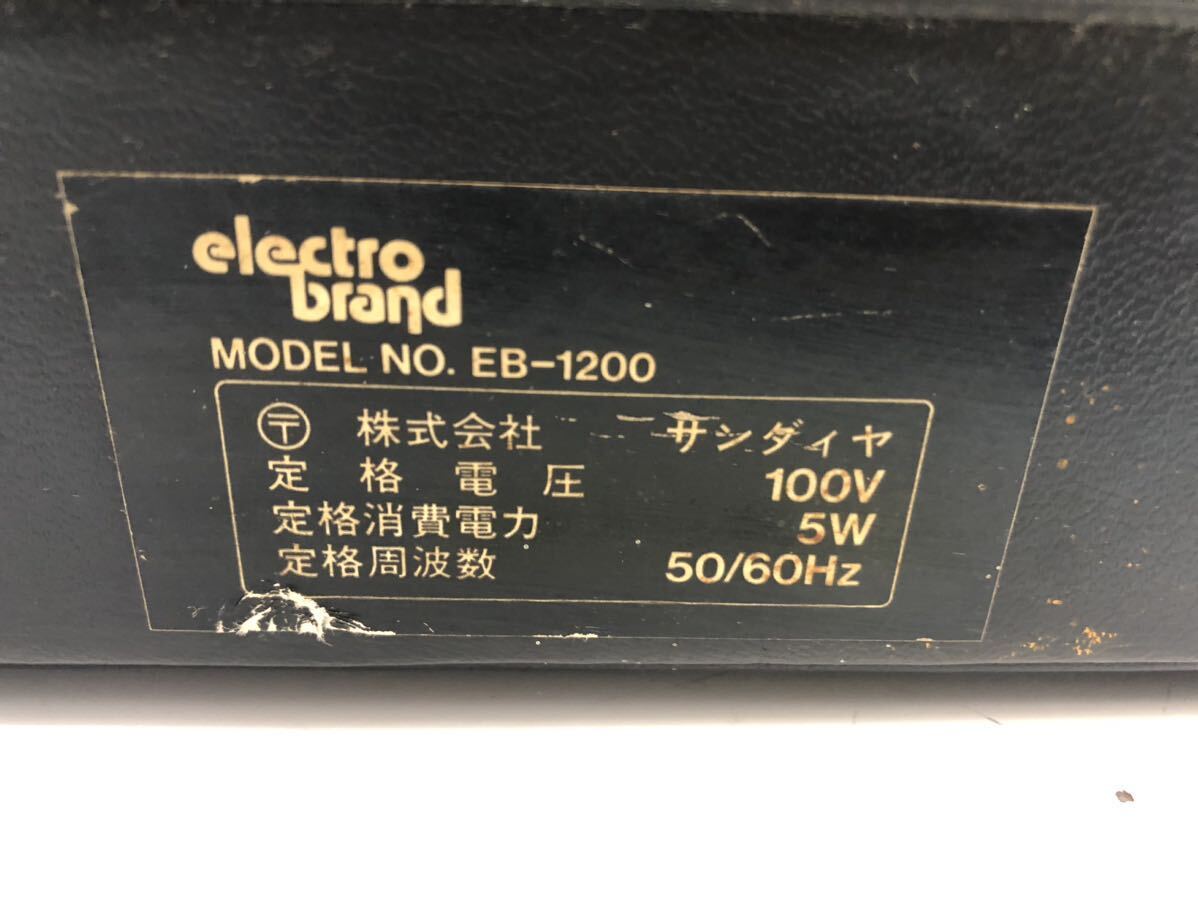 electro
brand
MODEL NO. EB-1200
〶 株式会社 サンダイヤ
定格電圧 100V
定格消費電力 5W
定格周波数 50/60Hz